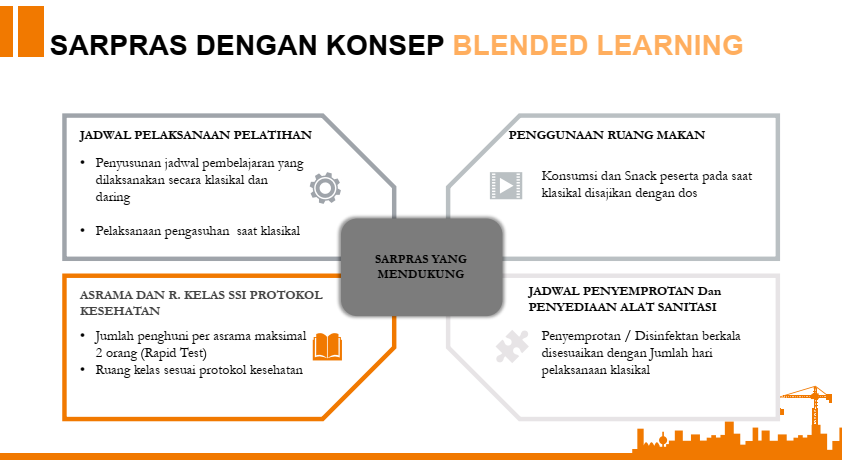 SARPRAS DENGAN KONSEP BLENDED LEARNING
JADWAL PELAKSANAAN PELATIHAN
• Penyusunan jadwal pembelajaran yang
dilaksanakan secara klasikal dan
daring
• Pelaksanaan pengasuhan saat klasikal
PENGGUNAAN RUANG MAKAN
Konsumsi dan Snack peserta pada saat
klasikal disajikan dengan dos
SARPRAS YANG
MENDUKUNG
ASRAMA DAN R. KELAS SSI PROTOKOL
KESEHATAN
• Jumlah penghuni per asrama maksimal
2 orang (Rapid Test)
• Ruang kelas sesuai protokol kesehatan
JADWAL PENYEMPROTAN Dan
PENYEDIAAN ALAT SANITASI
Penyemprotan / Disinfektan berkala
disesuaikan dengan Jumlah hari
pelaksanaan klasikal